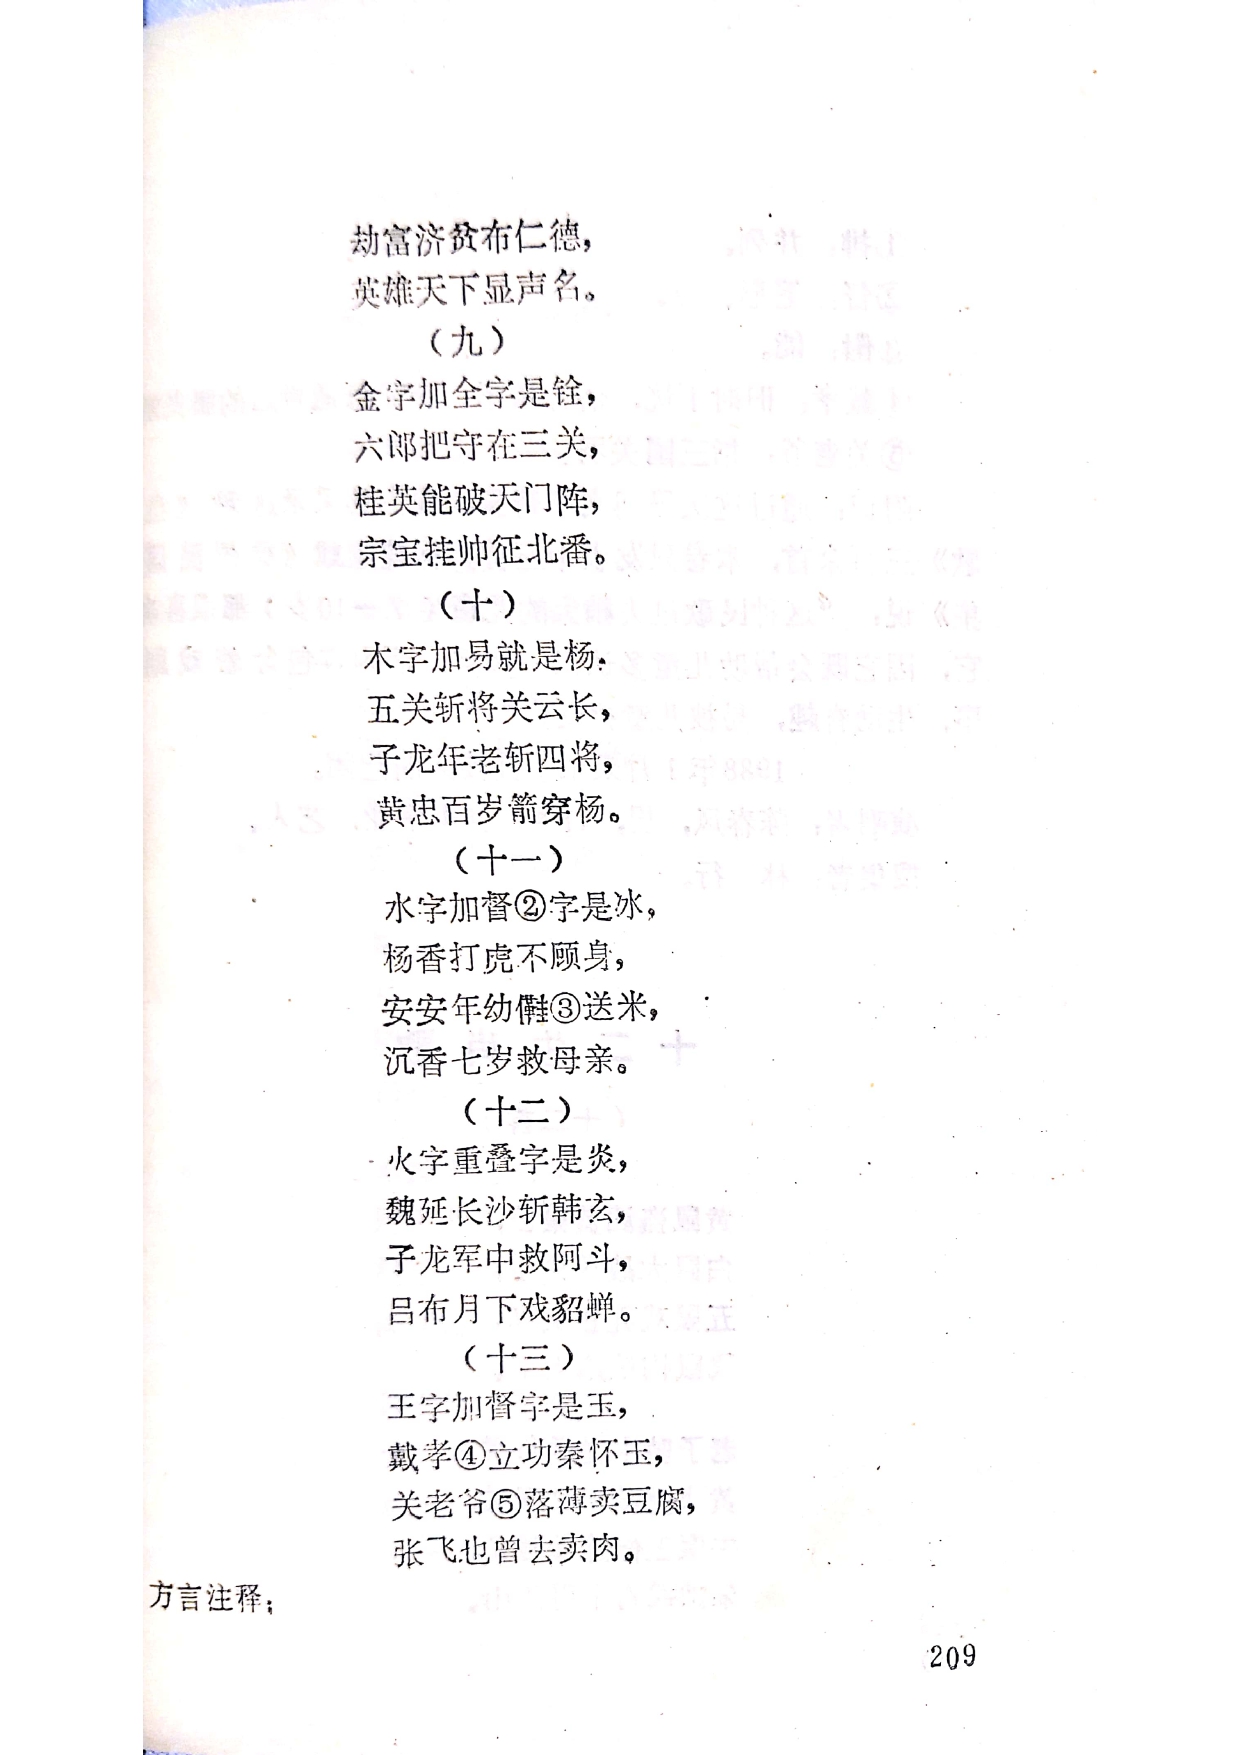 劫富济贫布仁德，
英雄天下显声名。
（九）
金字加全字是铨，
六郎把守在三关，
桂英能破天门阵，
宗宝挂帅征北番。
（十）
木字加易就是杨．
五关斩将关云长，
子龙年老斩四将，
黄忠百岁箭穿杨。
（十一）
水字加督②字是冰，
杨香打虎不顾身，
安安年幼③送米，
沉香七岁救母亲。
（十二）
火字重叠字是炎，
魏延长沙斩韩玄，
子龙军中救阿斗，
吕布月下戏貂蝉。
（十三）
王字加督字是玉，
戴孝④立功秦怀玉，
关老爷⑤落薄卖豆腐，
张飞也曾去卖肉。
方言注释；
209